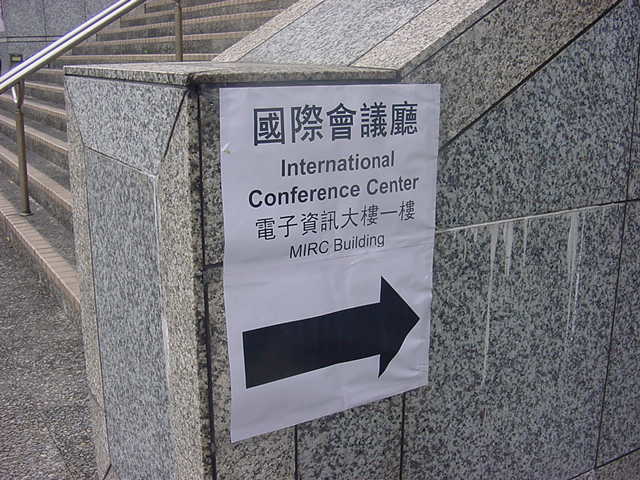 國際會議廳
International
Conference Center
電子資訊大樓一樓
MIRC Building